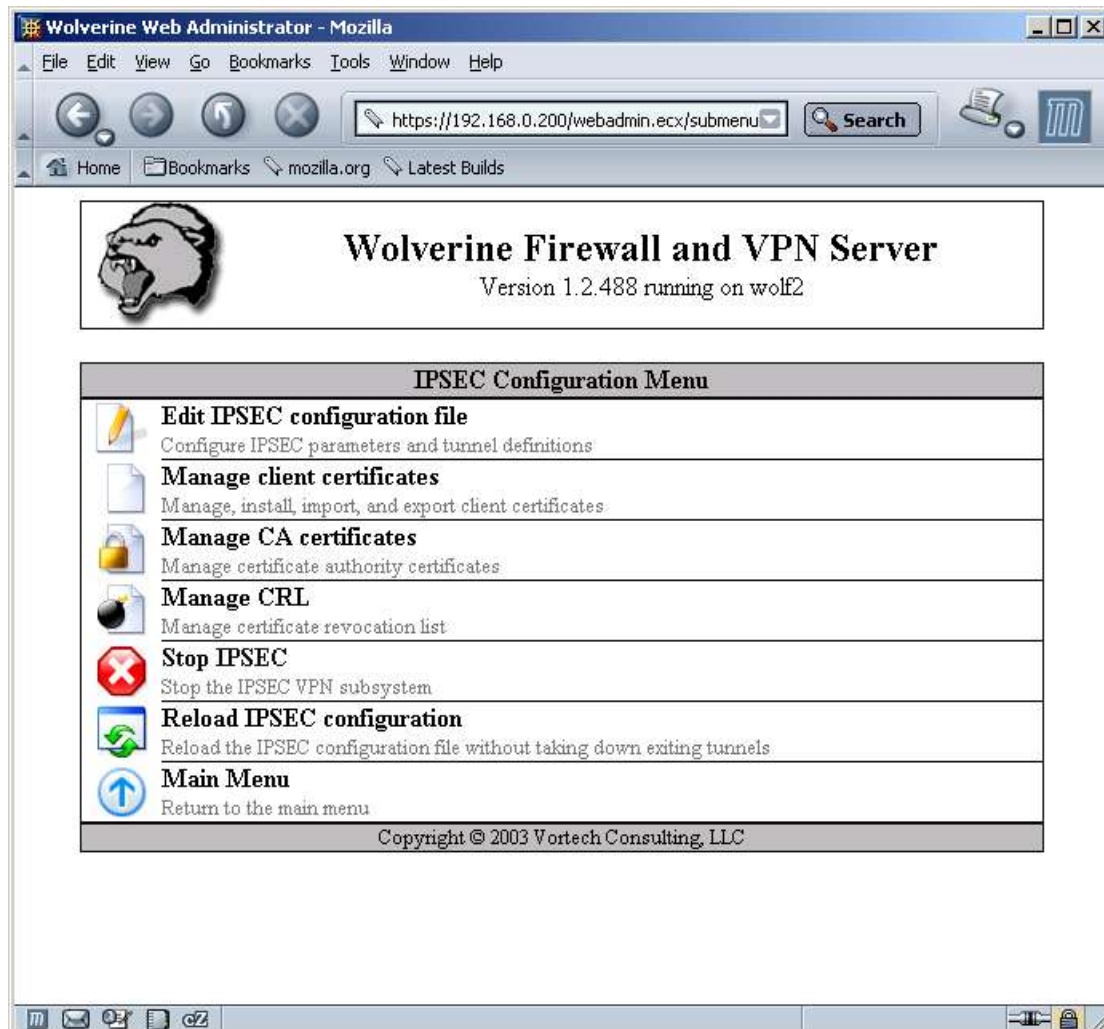 Wolverine Web Administrator - Mozilla
File Edit View Go Bookmarks Tools Window Help
https://192.168.0.200/webadmin.ecx/submenu
Search
Home Bookmarks mozilla.org Latest Builds
Wolverine Firewall and VPN Server
Version 1.2.488 running on wolf2
IPSEC Configuration Menu
Edit IPSEC configuration file
Configure IPSEC parameters and tunnel definitions
Manage client certificates
Manage, install, import, and export client certificates
Manage CA certificates
Manage certificate authority certificates
Manage CRL
Manage certificate revocation list
Stop IPSEC
Stop the IPSEC VPN subsystem
Reload IPSEC configuration
Reload the IPSEC configuration file without taking down exiting tunnels
Main Menu
Return to the main menu
Copyright © 2003 Vortech Consulting, LLC